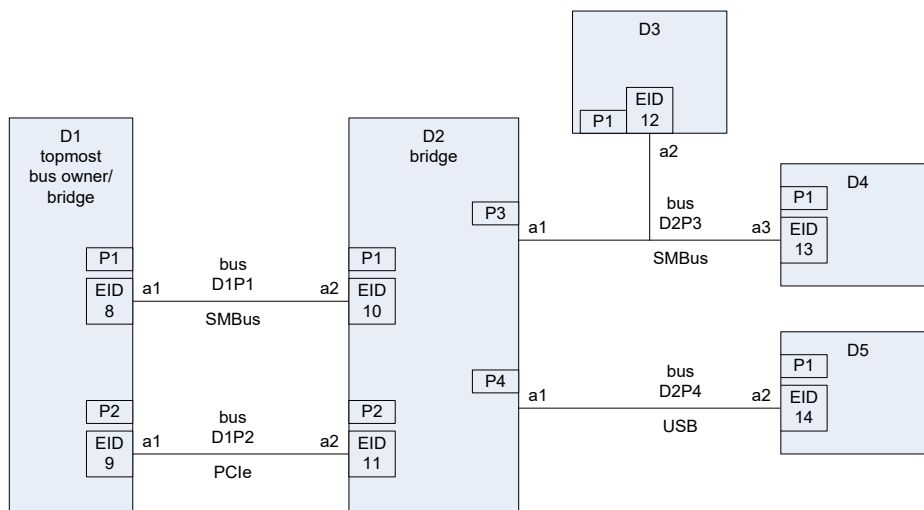 D3
P1
EID
12
a2
D1
topmost
bus owner/
bridge
P1
EID
8
a1
bus
D1P1
SMBus
a2
P2
EID
9
a1
bus
D1P2
PCIe
a2
D2
bridge
P1
EID
10
P2
EID
11
P3
a1
bus
D2P3
SMBus
a3
P4
a1
bus
D2P4
USB
a2
D4
P1
EID
13
D5
P1
EID
14